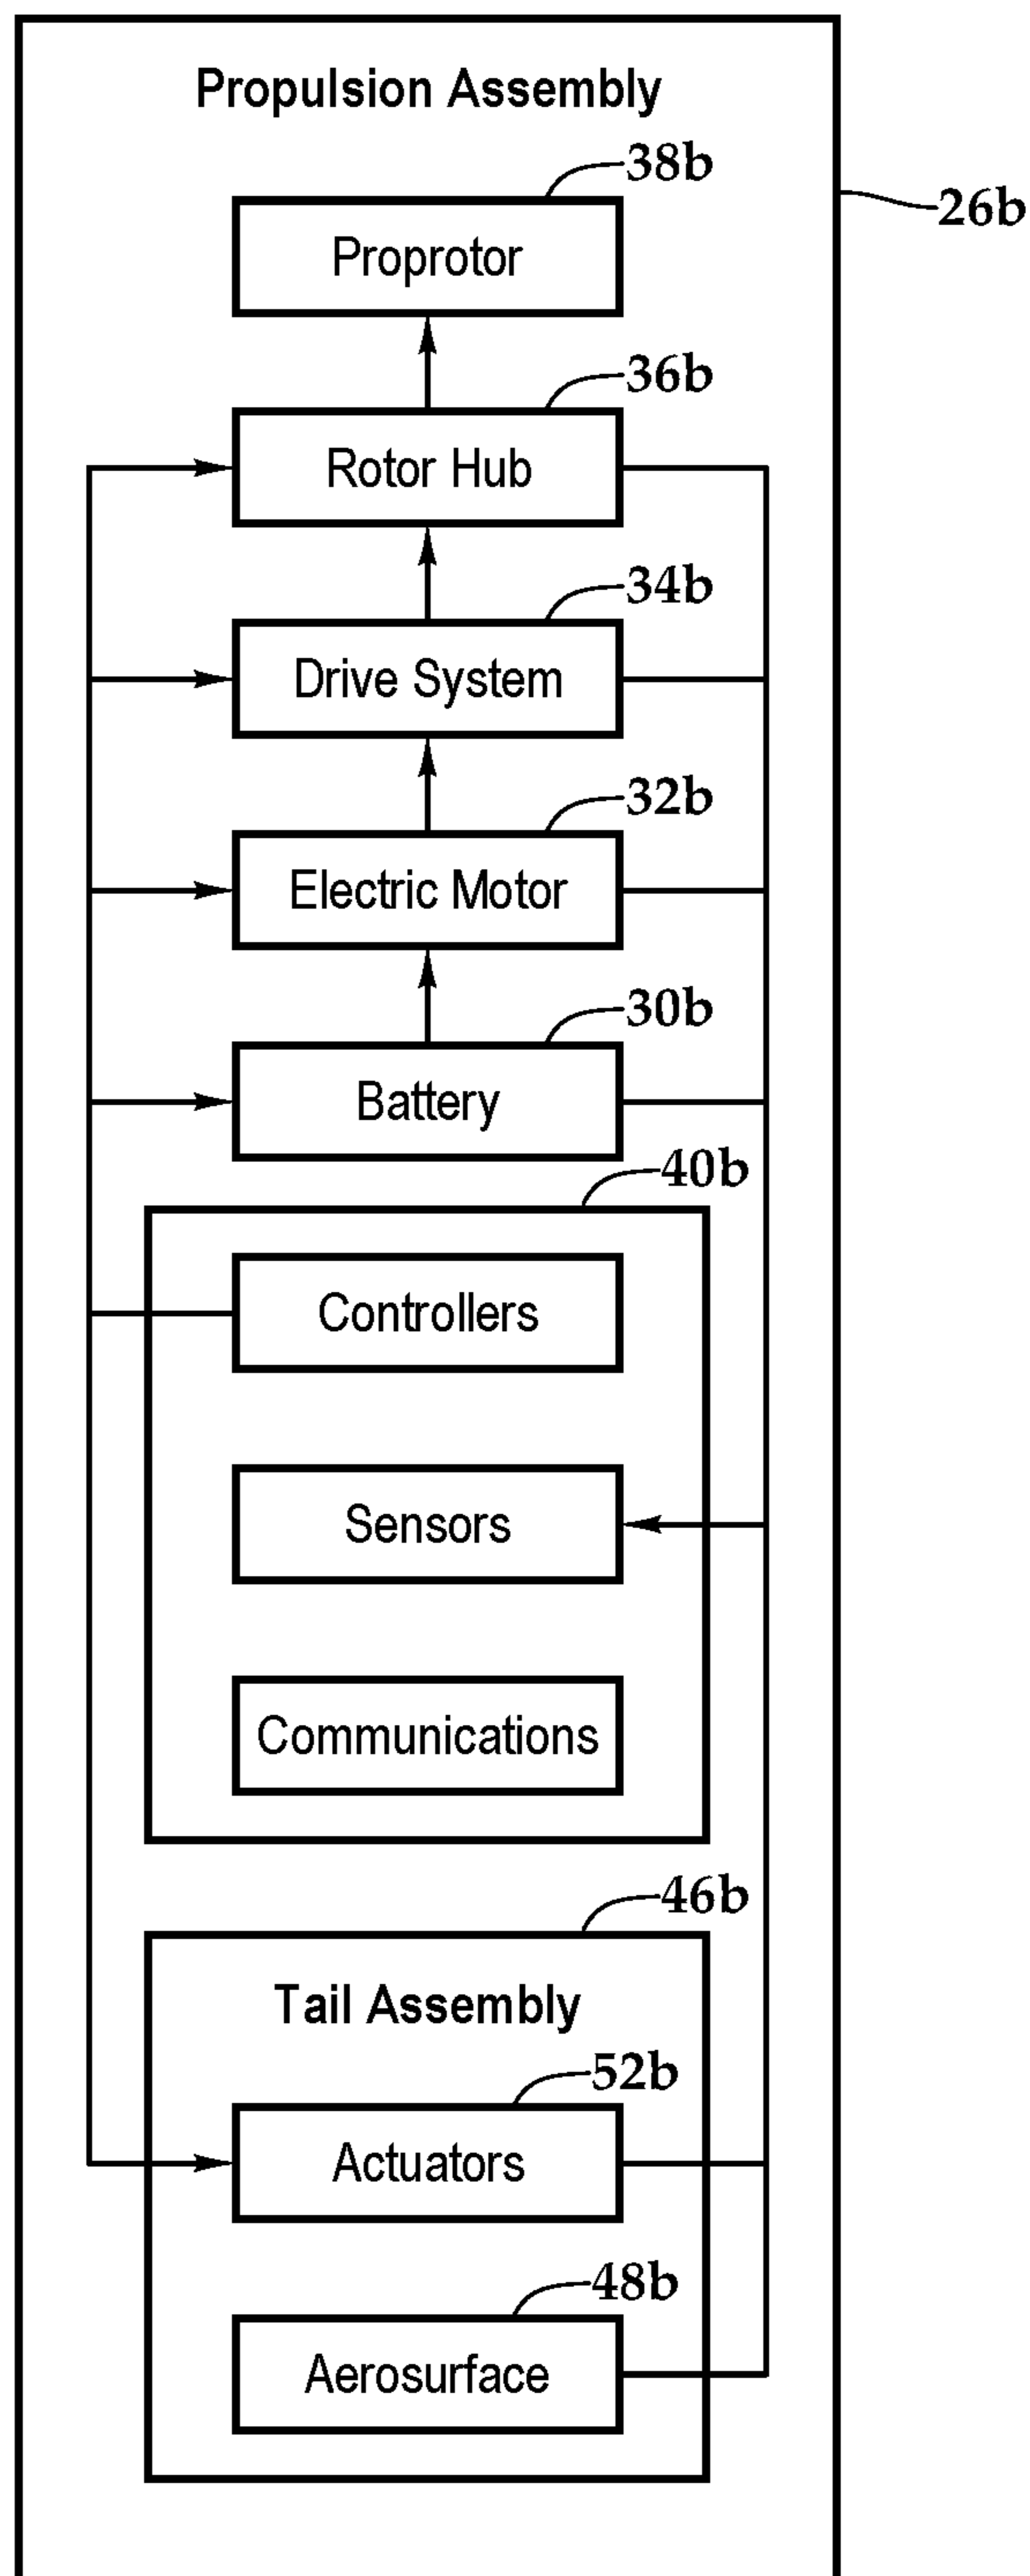 Propulsion Assembly
38b
26b
Proprotor
36b
Rotor Hub
34b
Drive System
32b
Electric Motor
30b
Battery
40b
Controllers
Sensors
Communications
46b
Tail Assembly
52b
Actuators
48b
Aerosurface